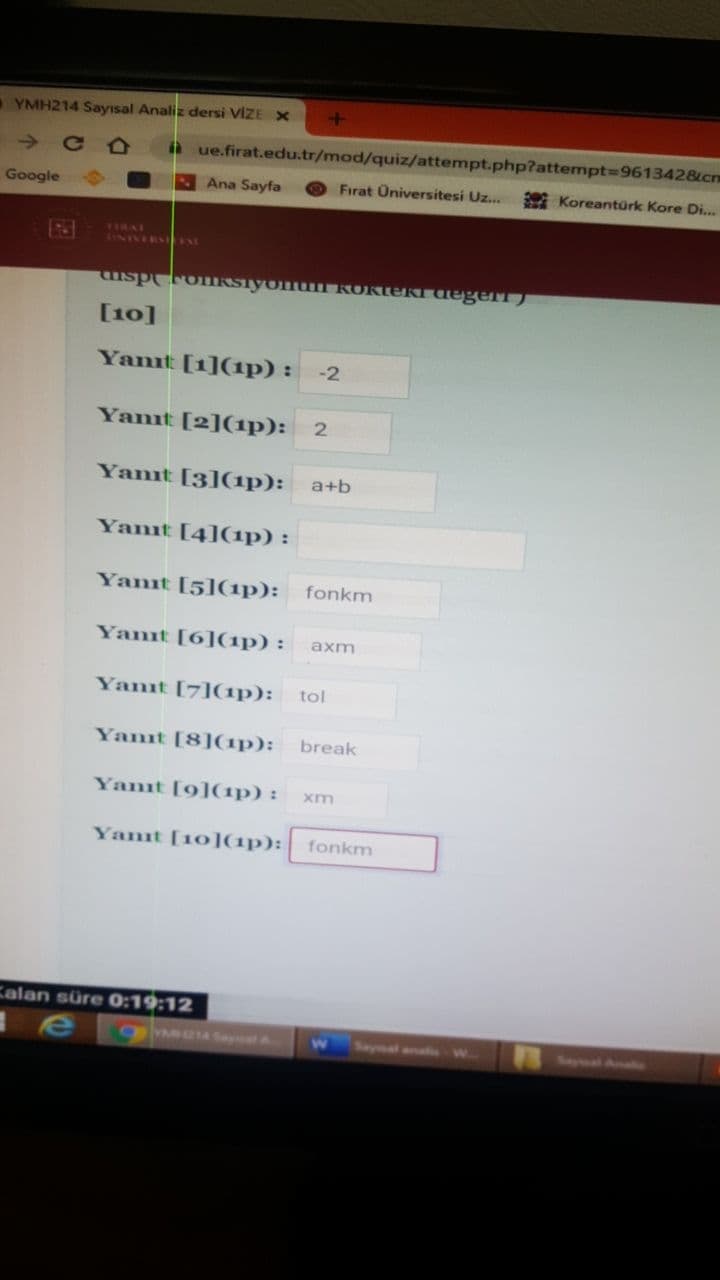 YMH214 Sayısal Analiz dersi VİZE × +
ue.firat.edu.tr/mod/quiz/attempt.php?attempt=961342&cm
Google Ana Sayfa Fırat Üniversitesi Uz... Koreantürk Kore Di...
FIRAT
ÜNİVERSİTESİ
disp( Fonksiyonun kökteki değeri )
[10]
Yanıt [1](1p) : -2
Yanıt [2](1p): 2
Yanıt [3](1p): a+b
Yanıt [4](1p) :
Yanıt [5](1p): fonkm
Yanıt [6](1p) : axm
Yanıt [7](1p): tol
Yanıt [8](1p): break
Yanıt [9](1p) : xm
Yanıt [10](1p): fonkm
Kalan süre 0:19:12
YMH214 Sayısal A... Sayısal analiz W... Sayısal Analiz